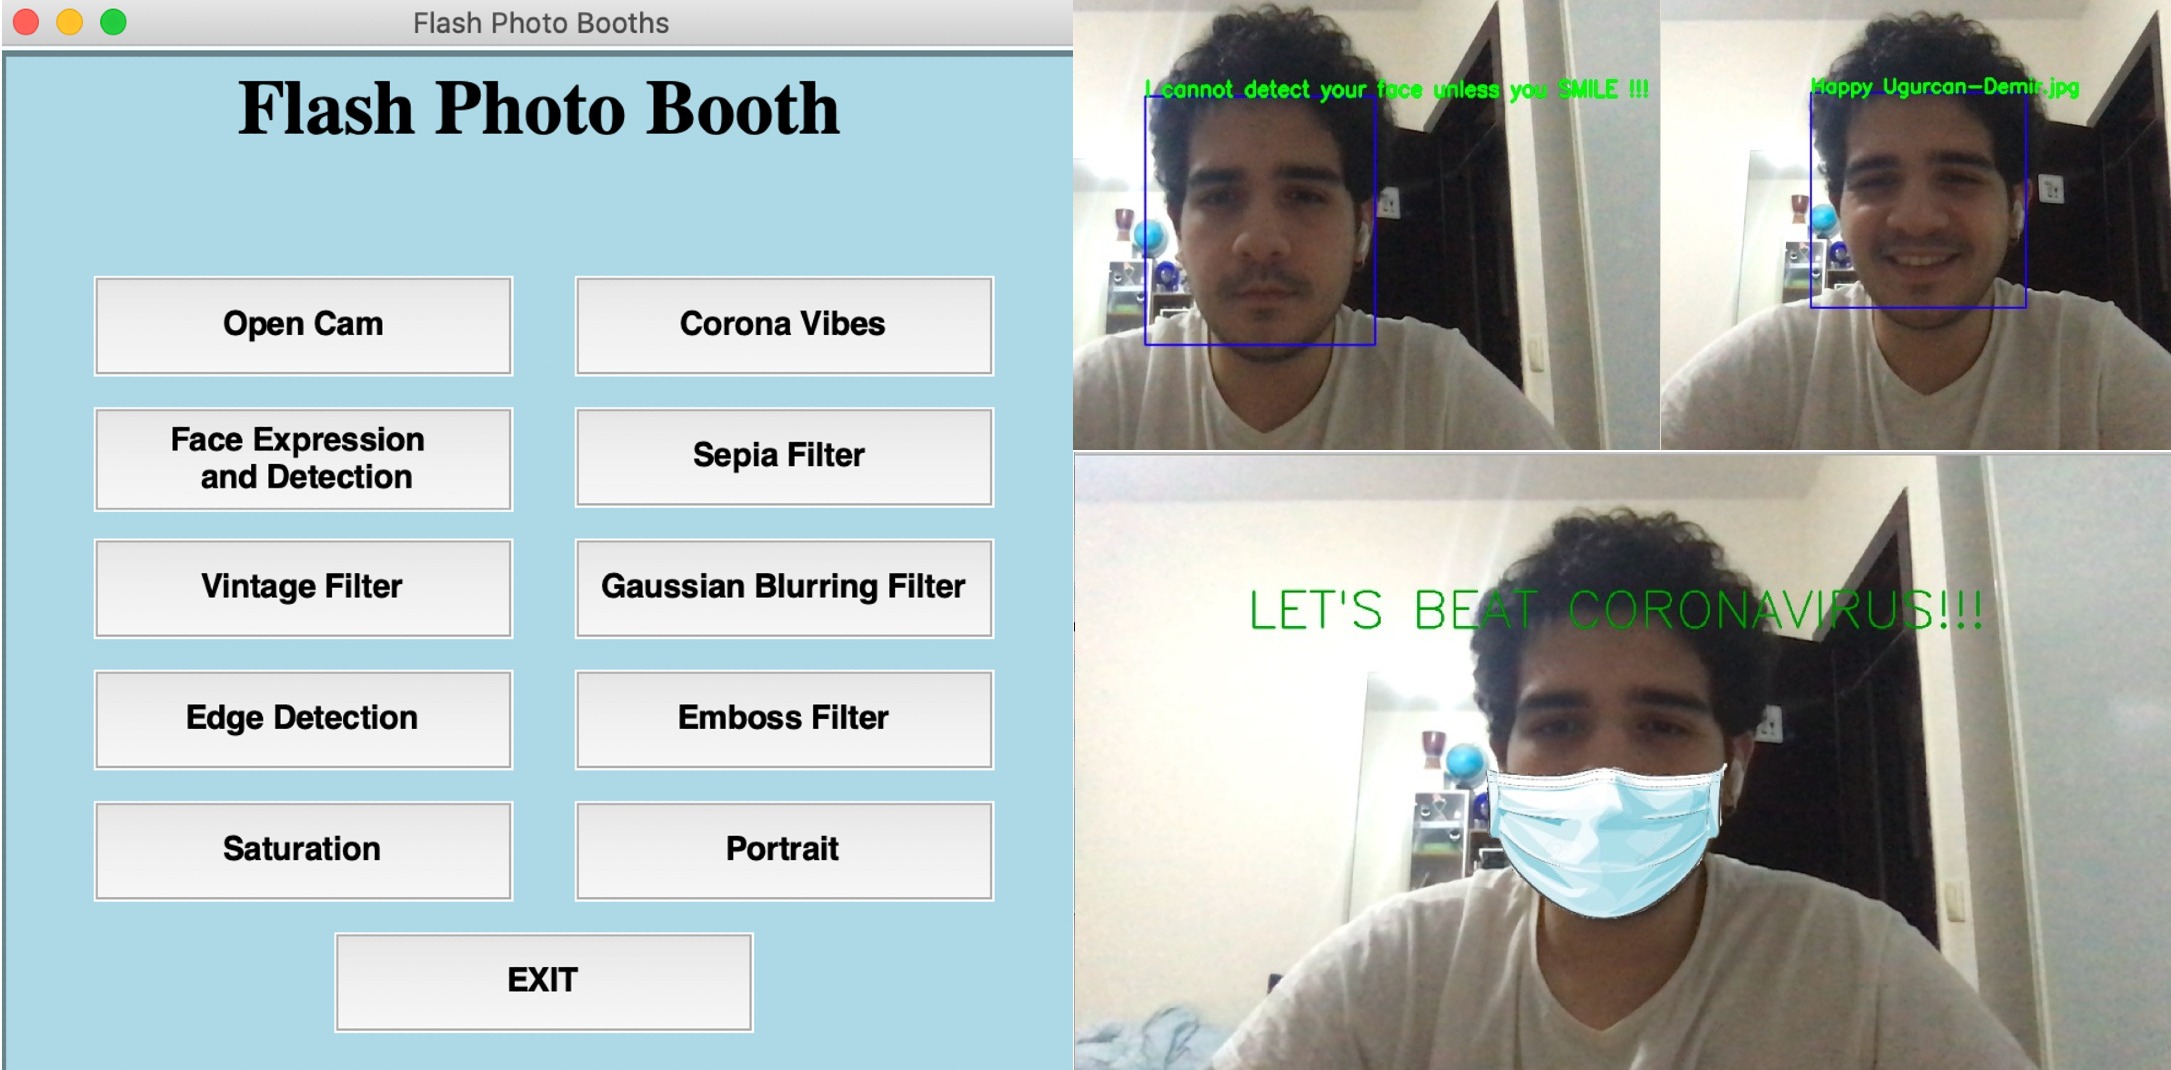 Flash Photo Booths
Flash Photo Booth
Open Cam
Corona Vibes
Face Expression
and Detection
Sepia Filter
Vintage Filter
Gaussian Blurring Filter
Edge Detection
Emboss Filter
Saturation
Portrait
EXIT
I cannot detect your face unless you SMILE !!!
Happy Ugurcan-Demir.jpg
LET'S BEAT CORONAVIRUS!!!